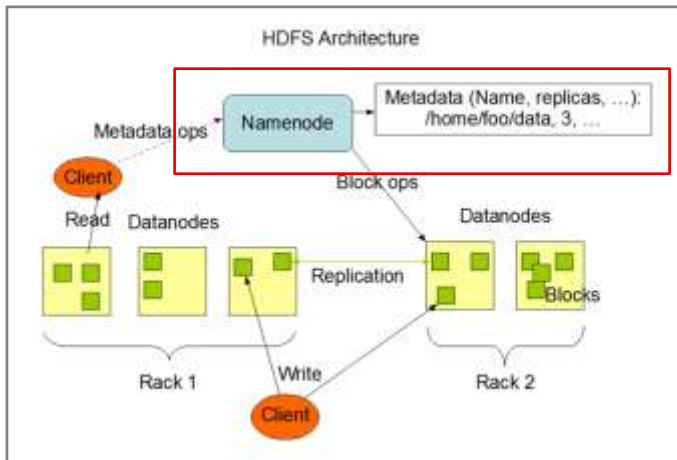 HDFS Architecture
Metadata (Name, replicas, …):
/home/foo/data, 3, …
Namenode
Metadata ops
Client
Block ops
Read
Datanodes
Datanodes
Replication
Blocks
Rack 1
Write
Rack 2
Client